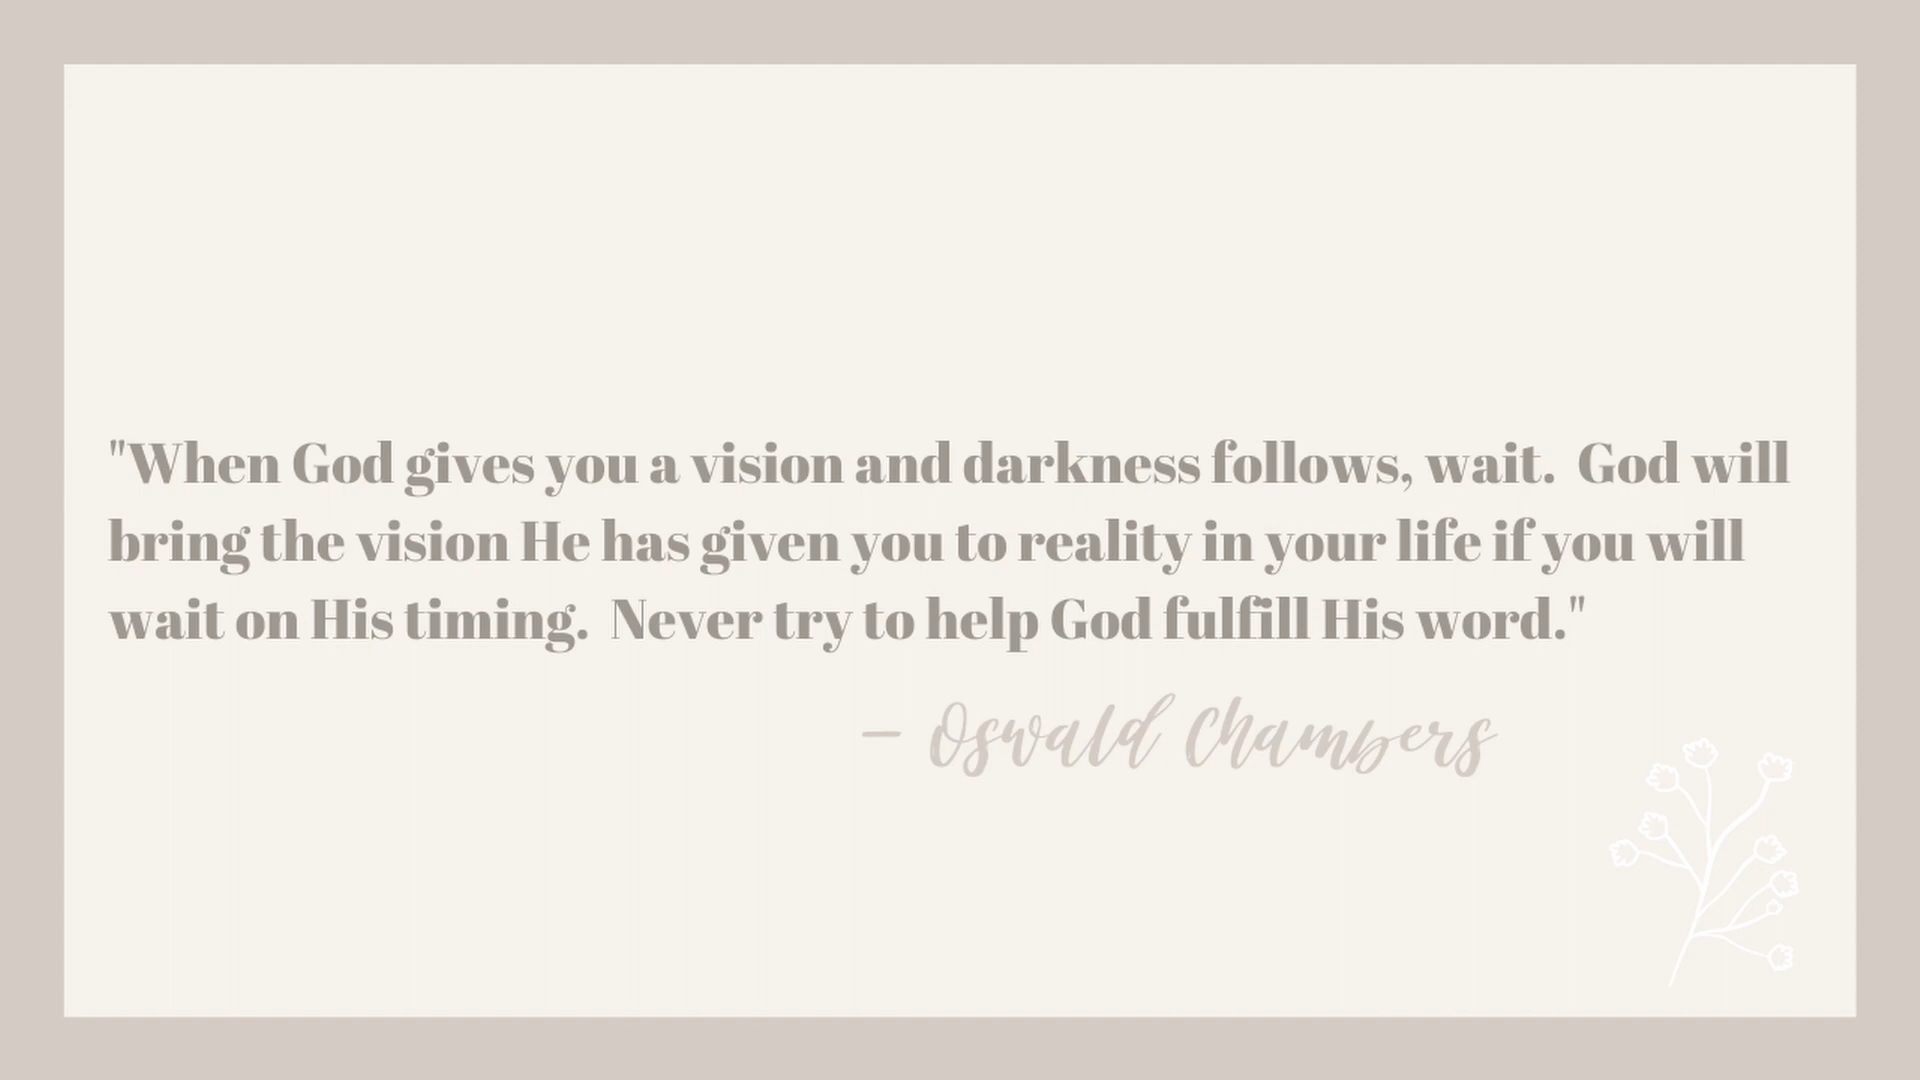 "When God gives you a vision and darkness follows, wait.  God will
bring the vision He has given you to reality in your life if you will
wait on His timing.  Never try to help God fulfill His word."
– Oswald Chambers